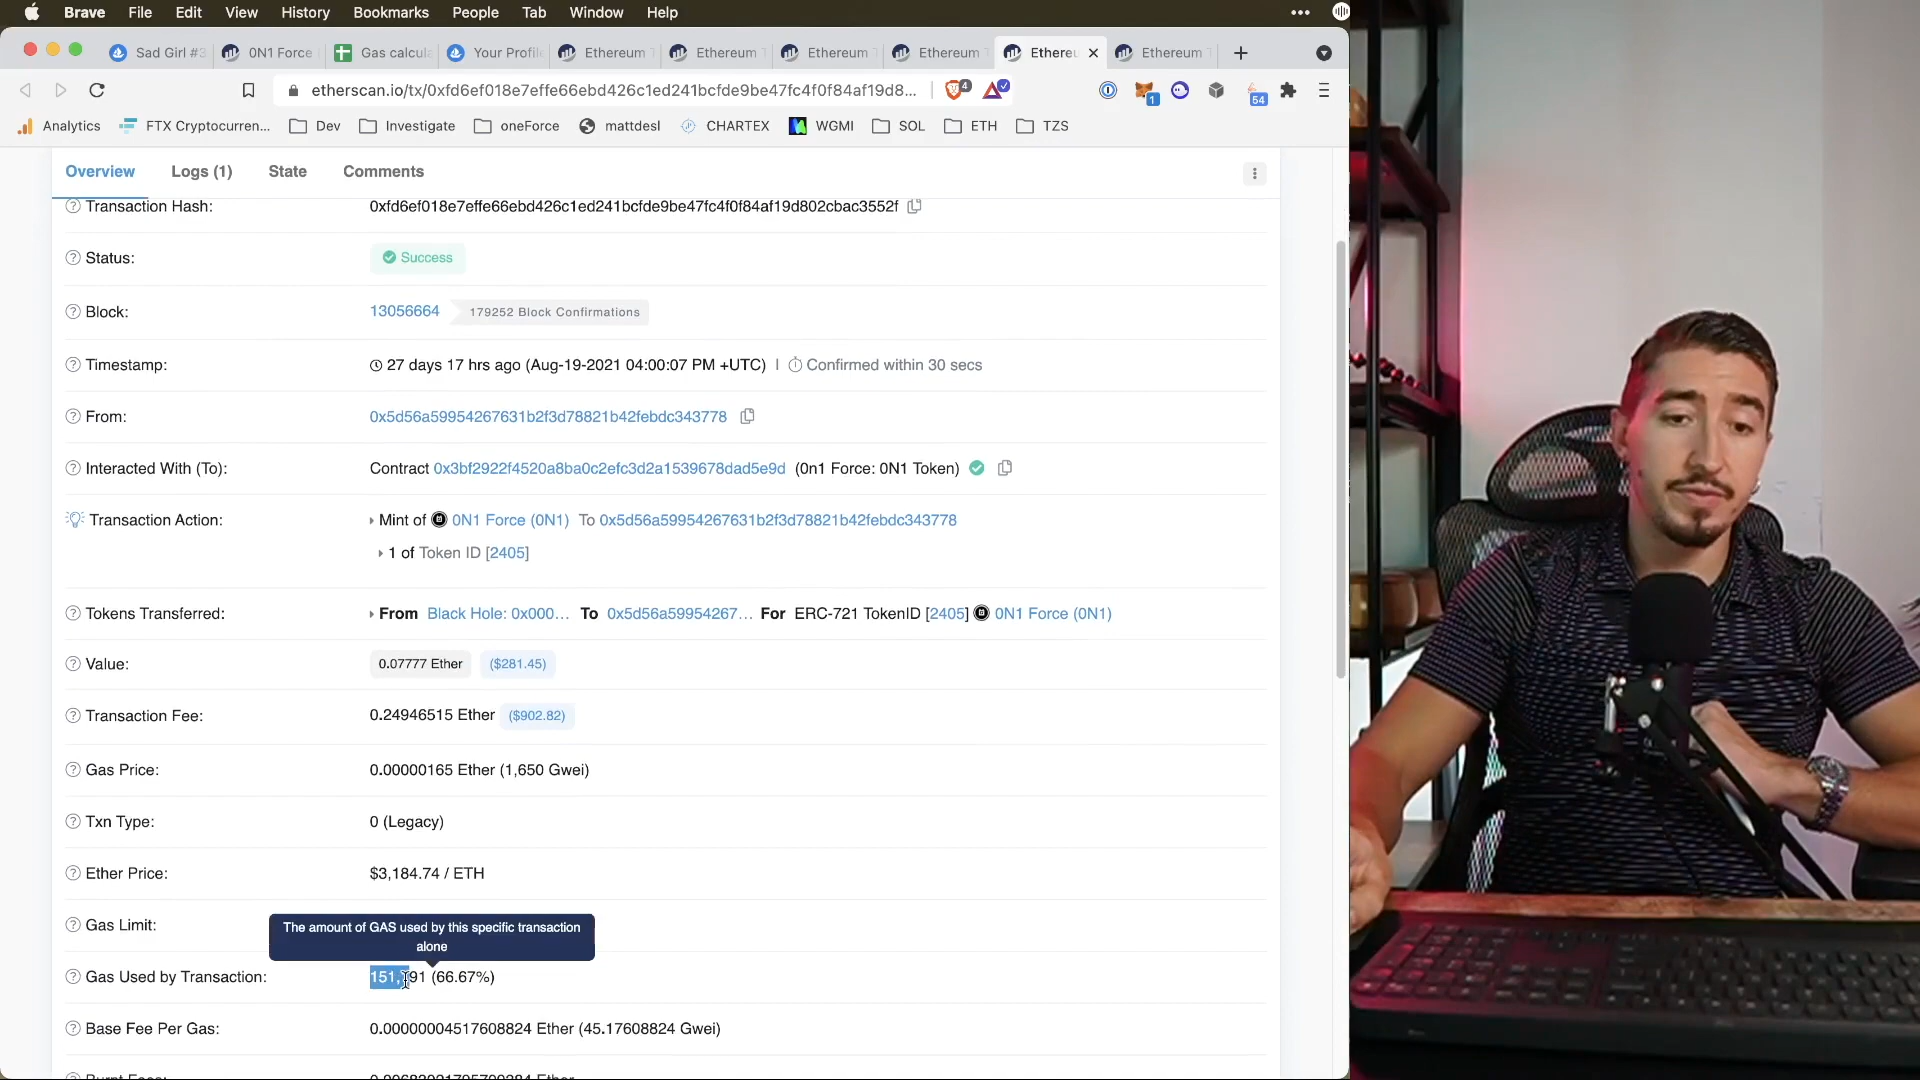 Brave File Edit View History Bookmarks People Tab Window Help
Sad Girl #3 0N1 Force Gas calcula Your Profile Ethereum T Ethereum T Ethereum T Ethereum T Ethereu Ethereum T
etherscan.io/tx/0xfd6ef018e7effe66ebd426c1ed241bcfde9be47fc4f0f84af19d8... 4 1 54
Analytics FTX Cryptocurren... Dev Investigate oneForce mattdesl CHARTEX WGMI SOL ETH TZS
Overview Logs (1) State Comments
Transaction Hash: 0xfd6ef018e7effe66ebd426c1ed241bcfde9be47fc4f0f84af19d802cbac3552f
Status: Success
Block: 13056664 179252 Block Confirmations
Timestamp: 27 days 17 hrs ago (Aug-19-2021 04:00:07 PM +UTC) | Confirmed within 30 secs
From: 0x5d56a59954267631b2f3d78821b42febdc343778
Interacted With (To): Contract 0x3bf2922f4520a8ba0c2efc3d2a1539678dad5e9d (0n1 Force: 0N1 Token)
Transaction Action: Mint of 0N1 Force (0N1) To 0x5d56a59954267631b2f3d78821b42febdc343778
1 of Token ID [2405]
Tokens Transferred: From Black Hole: 0x000... To 0x5d56a59954267... For ERC-721 TokenID [2405] 0N1 Force (0N1)
Value: 0.07777 Ether ($281.45)
Transaction Fee: 0.24946515 Ether ($902.82)
Gas Price: 0.00000165 Ether (1,650 Gwei)
Txn Type: 0 (Legacy)
Ether Price: $3,184.74 / ETH
Gas Limit:
The amount of GAS used by this specific transaction
alone
Gas Used by Transaction: (66.67%)
Base Fee Per Gas: 0.00000004517608824 Ether (45.17608824 Gwei)